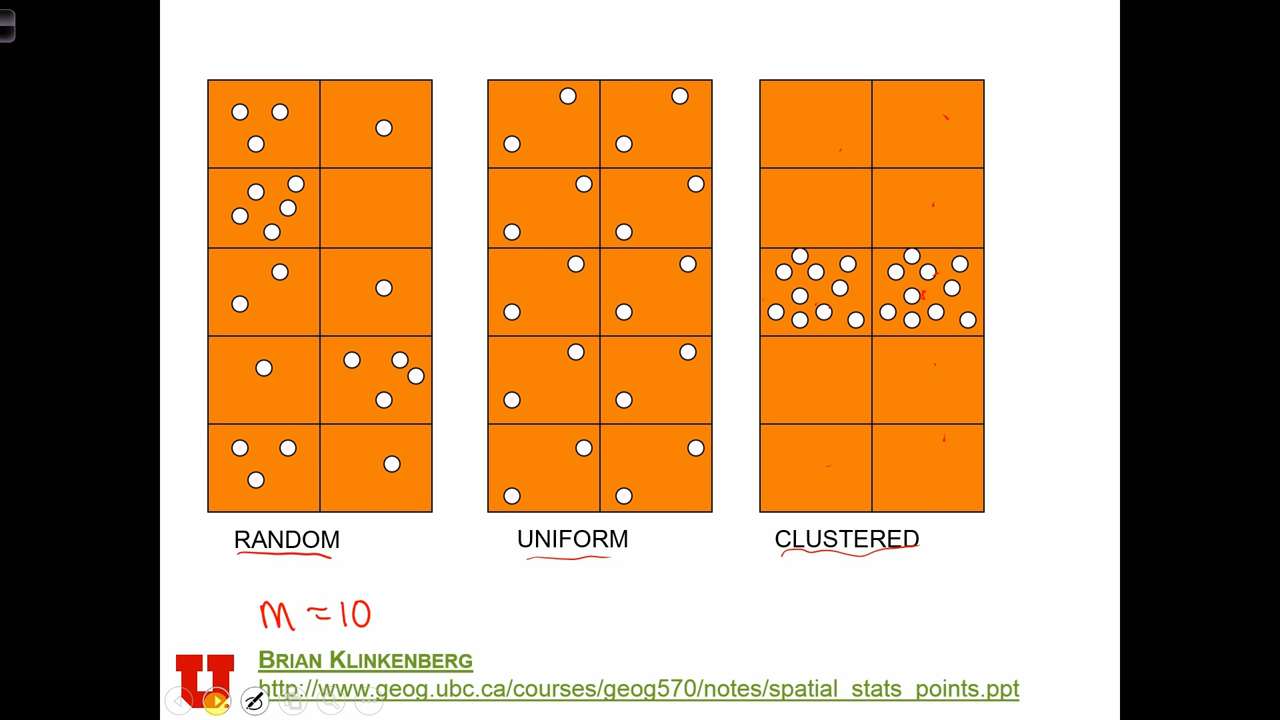 RANDOM UNIFORM CLUSTERED
m = 10
BRIAN KLINKENBERG
http://www.geog.ubc.ca/courses/geog570/notes/spatial_stats_points.ppt